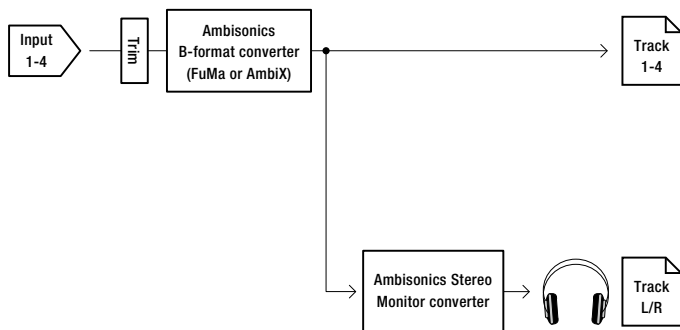 Input
1-4
Trim
Ambisonics
B-format converter
(FuMa or AmbiX)
Track
1-4
Ambisonics Stereo
Monitor converter
Track
L/R